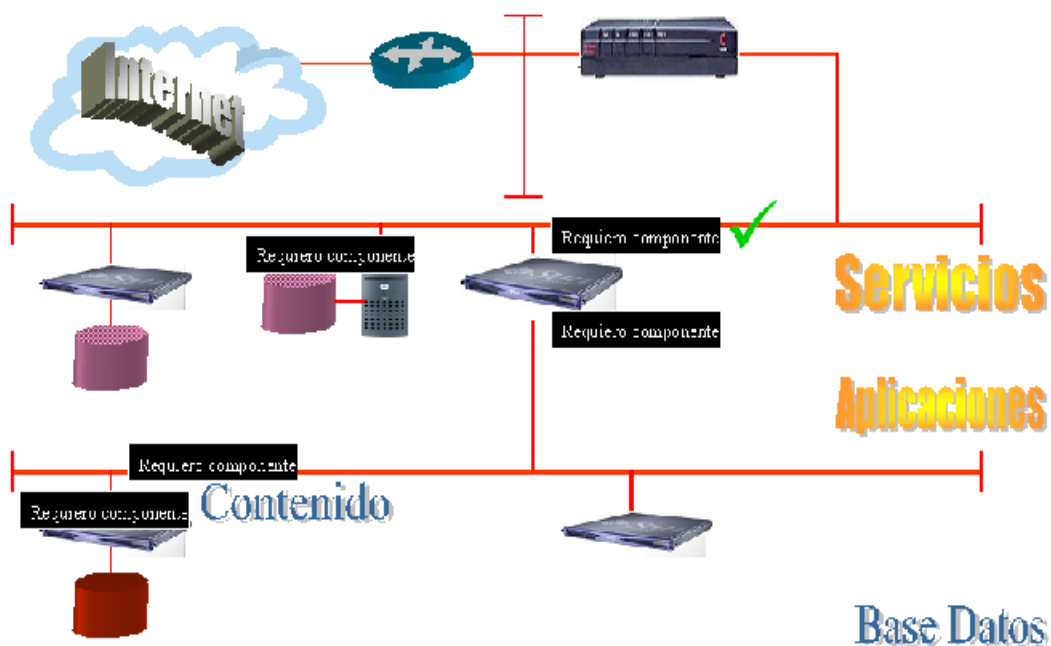 Internet
Requiero componente
Requiero componente
Servicios
Requiero componente
Aplicaciones
Requiero componente
Requiero componente
Contenido
Base Datos